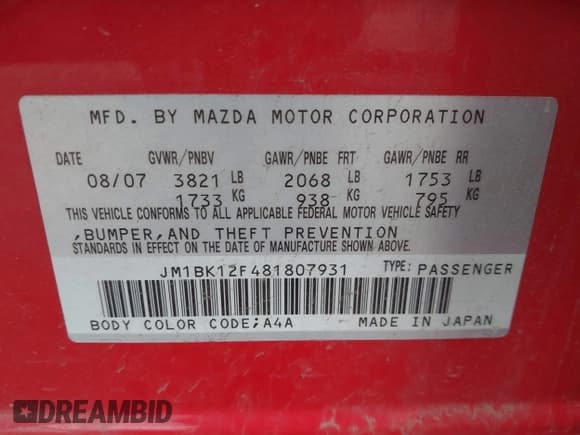 MFD. BY MAZDA MOTOR CORPORATION
DATE GVWR/PNBV GAWR/PNBE FRT GAWR/PNBE RR
08/07 3821 LB 2068 LB 1753 LB
1733 KG 938 KG 795 KG
THIS VEHICLE CONFORMS TO ALL APPLICABLE FEDERAL MOTOR VEHICLE SAFETY
,BUMPER,AND THEFT PREVENTION
STANDARDS IN EFFECT ON THE DATE OF MANUFACTURE SHOWN ABOVE.
JM1BK12F481807931 TYPE: PASSENGER
BODY COLOR CODE;A4A MADE IN JAPAN
DREAMBID